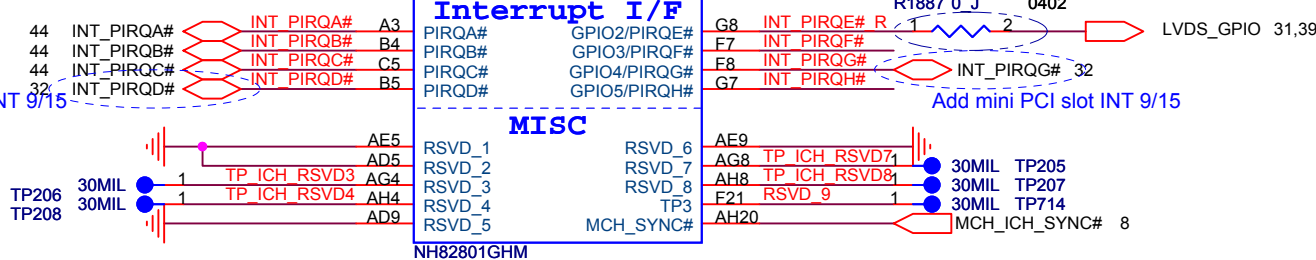 Interrupt I/F R1887 0_J 0402
44 INT_PIRQA# INT_PIRQA# A3 PIRQA# GPIO2/PIRQE# G8 INT_PIRQE#_R 1 2 LVDS_GPIO 31,39
44 INT_PIRQB# INT_PIRQB# B4 PIRQB# GPIO3/PIRQF# F7 INT_PIRQF#
44 INT_PIRQC# INT_PIRQC# C5 PIRQC# GPIO4/PIRQG# F8 INT_PIRQG# INT_PIRQG# 32
32 INT_PIRQD# INT_PIRQD# B5 PIRQD# GPIO5/PIRQH# G7 INT_PIRQH#
INT 9/15 Add mini PCI slot INT 9/15
MISC
AE5 RSVD_1 RSVD_6 AE9
AD5 RSVD_2 RSVD_7 AG8 TP_ICH_RSVD7 1 30MIL TP205
TP206 30MIL 1 TP_ICH_RSVD3 AG4 RSVD_3 RSVD_8 AH8 TP_ICH_RSVD8 1 30MIL TP207
TP208 30MIL 1 TP_ICH_RSVD4 AH4 RSVD_4 TP3 F21 RSVD_9 1 30MIL TP714
AD9 RSVD_5 MCH_SYNC# AH20 MCH_ICH_SYNC# 8
NH82801GHM